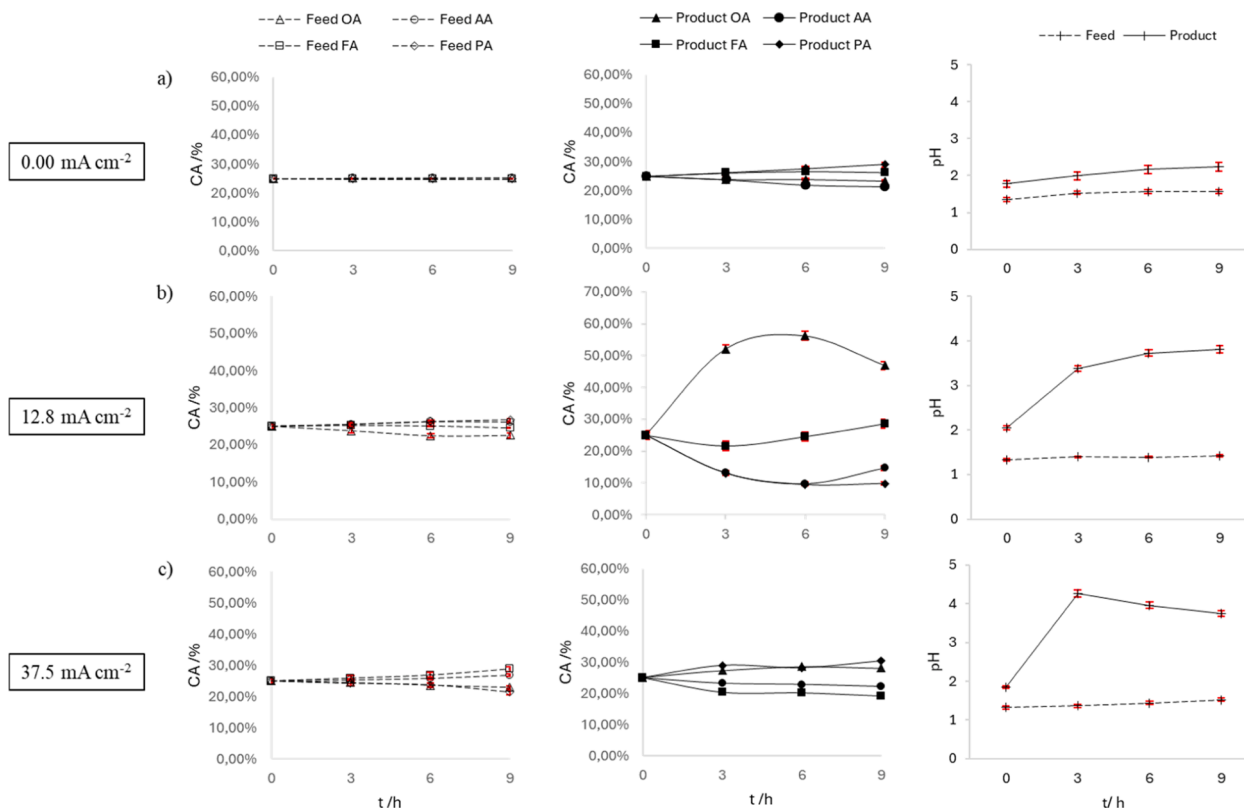 Feed OA Feed AA
Feed FA Feed PA
Product OA Product AA
Product FA Product PA
Feed Product
a)
0.00 mA cm⁻²
CA /%
60,00%
50,00%
40,00%
30,00%
20,00%
10,00%
0,00%
0 3 6 9
CA /%
60,00%
50,00%
40,00%
30,00%
20,00%
10,00%
0,00%
0 3 6 9
pH
5
4
3
2
1
0
0 3 6 9
b)
12.8 mA cm⁻²
CA /%
60,00%
50,00%
40,00%
30,00%
20,00%
10,00%
0,00%
0 3 6 9
CA /%
70,00%
60,00%
50,00%
40,00%
30,00%
20,00%
10,00%
0,00%
0 3 6 9
pH
5
4
3
2
1
0
0 3 6 9
c)
37.5 mA cm⁻²
CA /%
60,00%
50,00%
40,00%
30,00%
20,00%
10,00%
0,00%
0 3 6 9
t /h
CA /%
60,00%
50,00%
40,00%
30,00%
20,00%
10,00%
0,00%
0 3 6 9
t /h
pH
5
4
3
2
1
0
0 3 6 9
t/ h